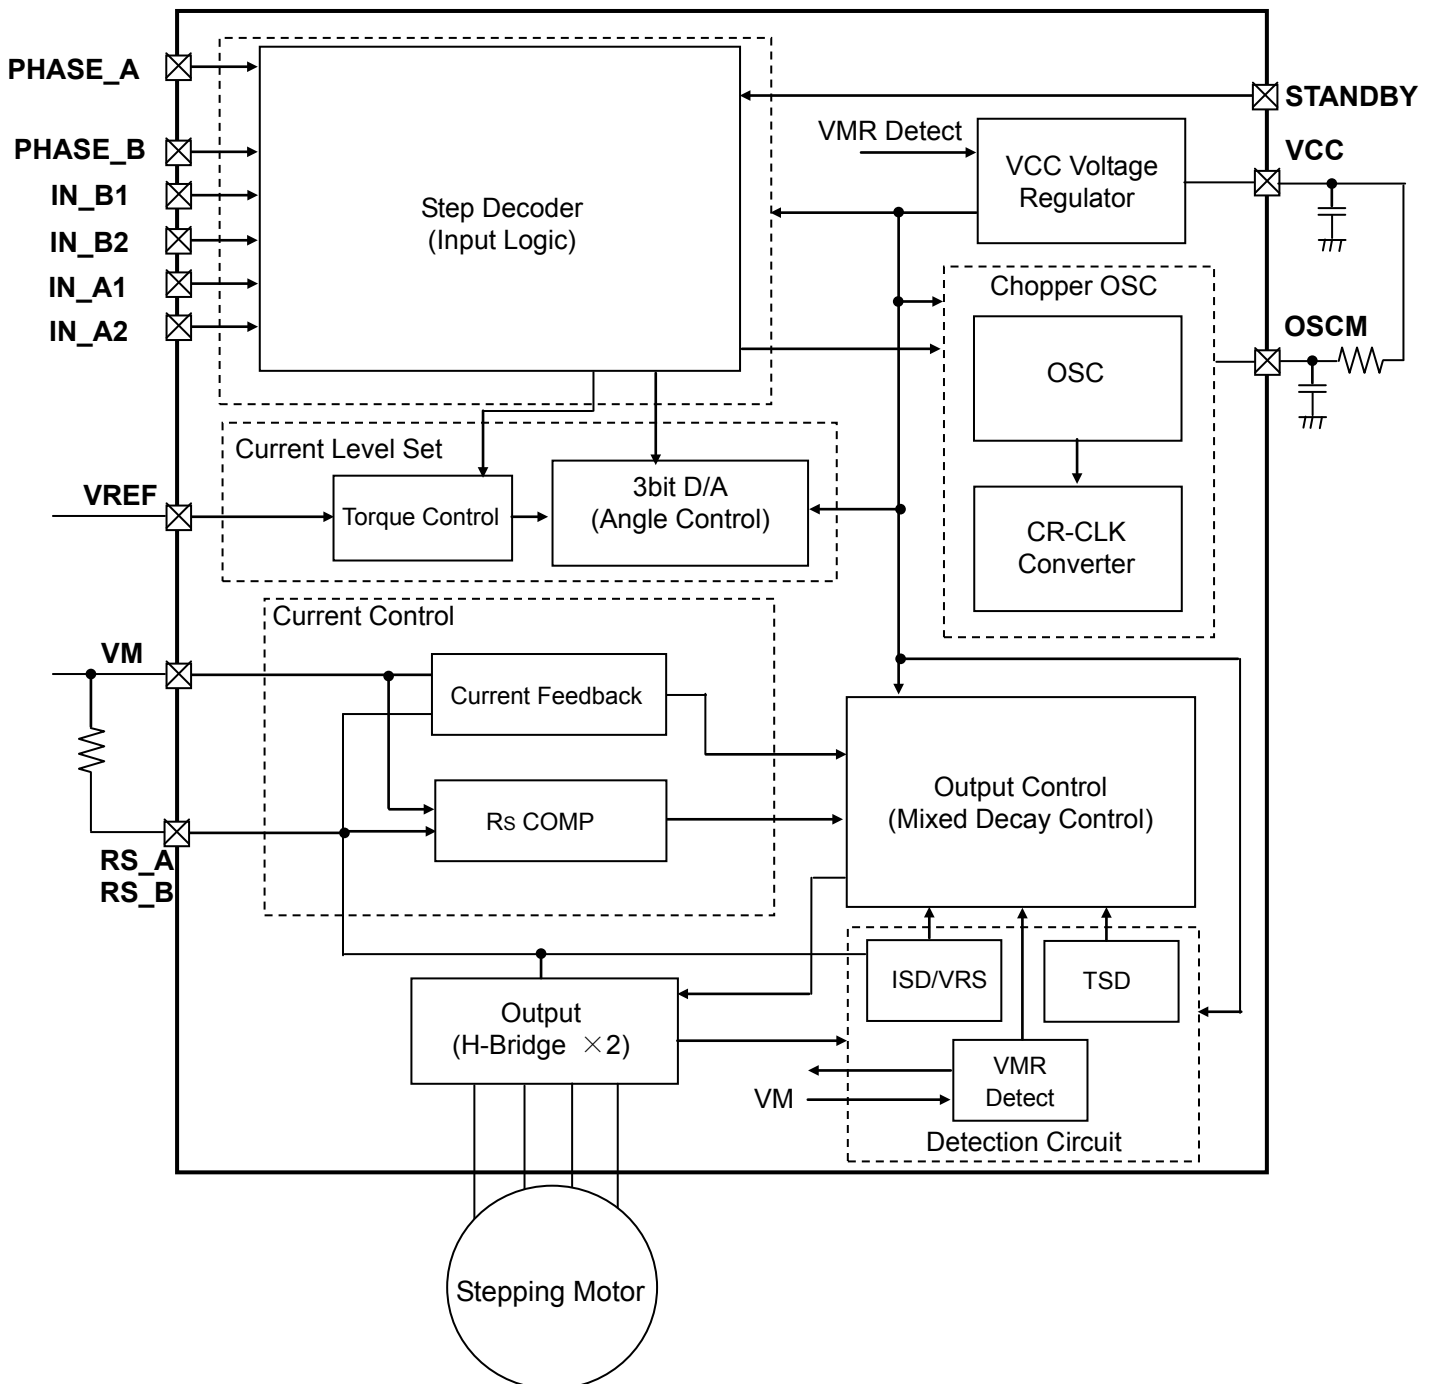 PHASE_A
PHASE_B
IN_B1
IN_B2
IN_A1
IN_A2
Step Decoder
(Input Logic)
STANDBY
VMR Detect
VCC Voltage
Regulator
VCC
Chopper OSC
OSC
CR-CLK
Converter
OSCM
Current Level Set
VREF
Torque Control
3bit D/A
(Angle Control)
Current Control
VM
Current Feedback
Rs COMP
RS_A
RS_B
Output Control
(Mixed Decay Control)
ISD/VRS
TSD
Output
(H-Bridge ×2)
VM
VMR
Detect
Detection Circuit
Stepping Motor